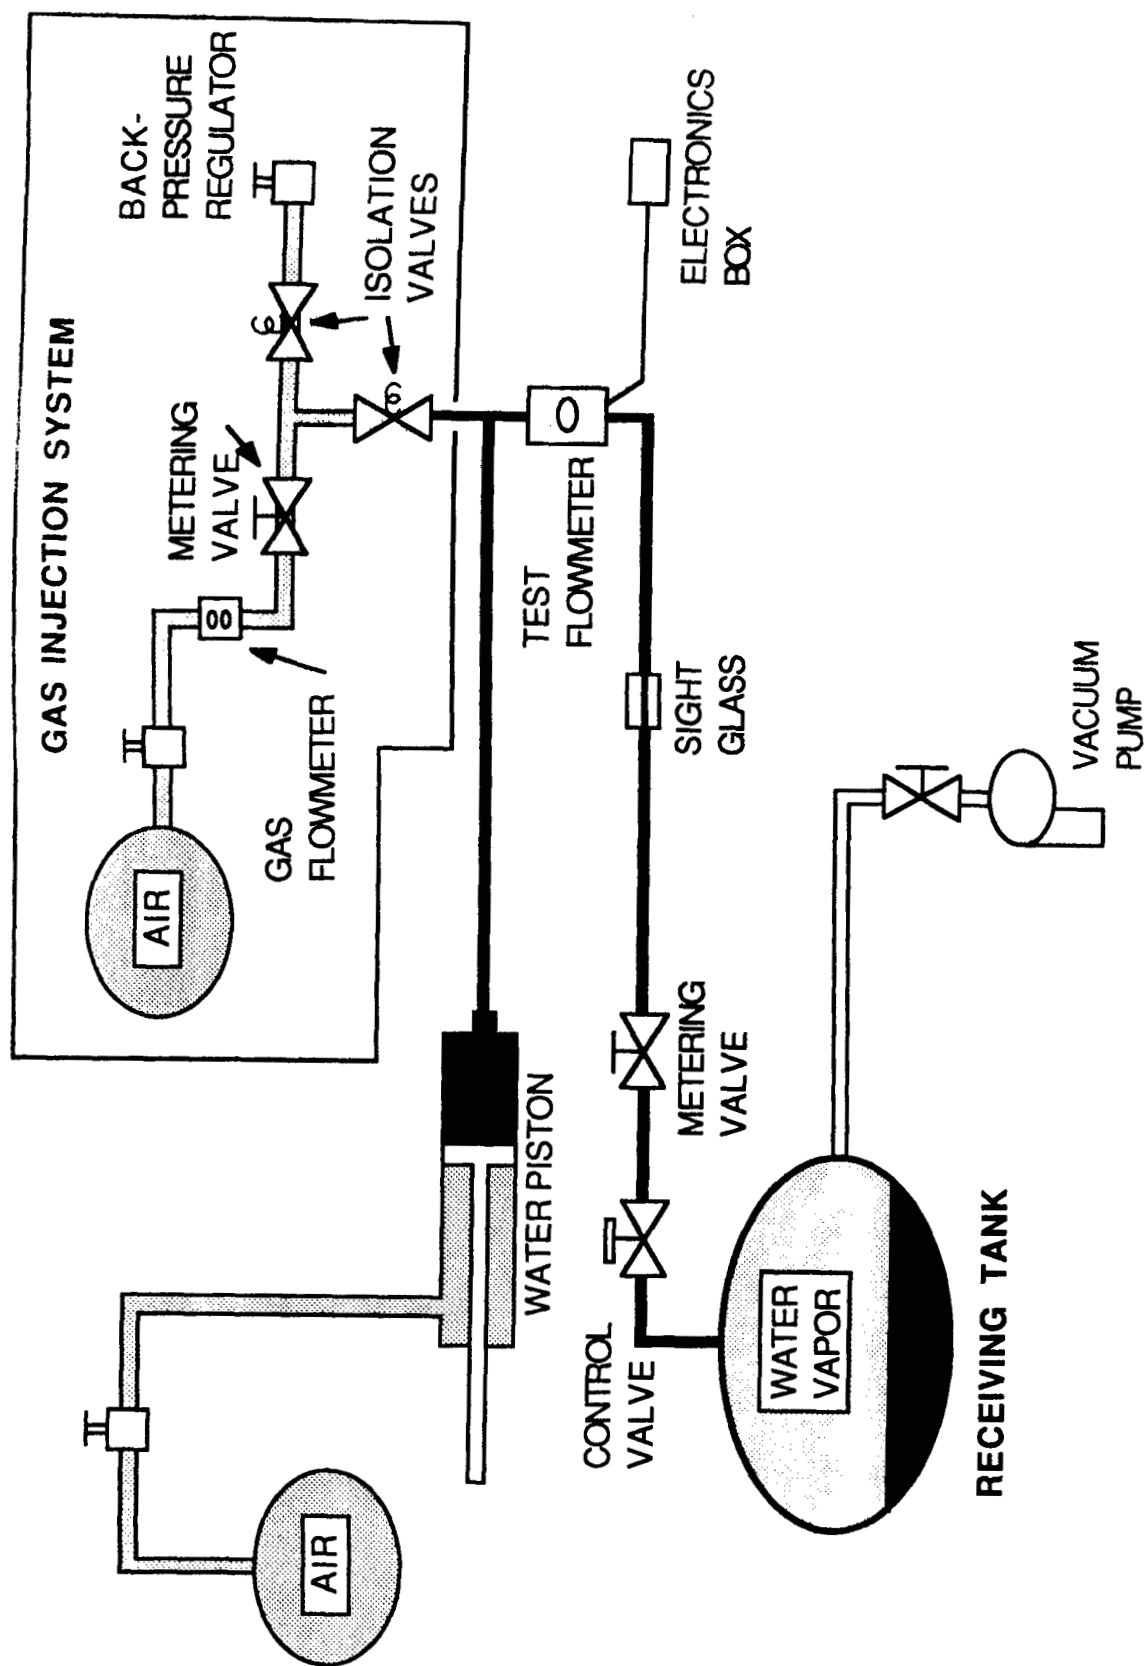 GAS INJECTION SYSTEM
BACK-
PRESSURE
REGULATOR
METERING
VALVE
ISOLATION
VALVES
AIR
GAS
FLOWMETER
AIR
WATER PISTON
TEST
FLOWMETER
ELECTRONICS
BOX
SIGHT
GLASS
METERING
VALVE
CONTROL
VALVE
WATER
VAPOR
RECEIVING TANK
VACUUM
PUMP